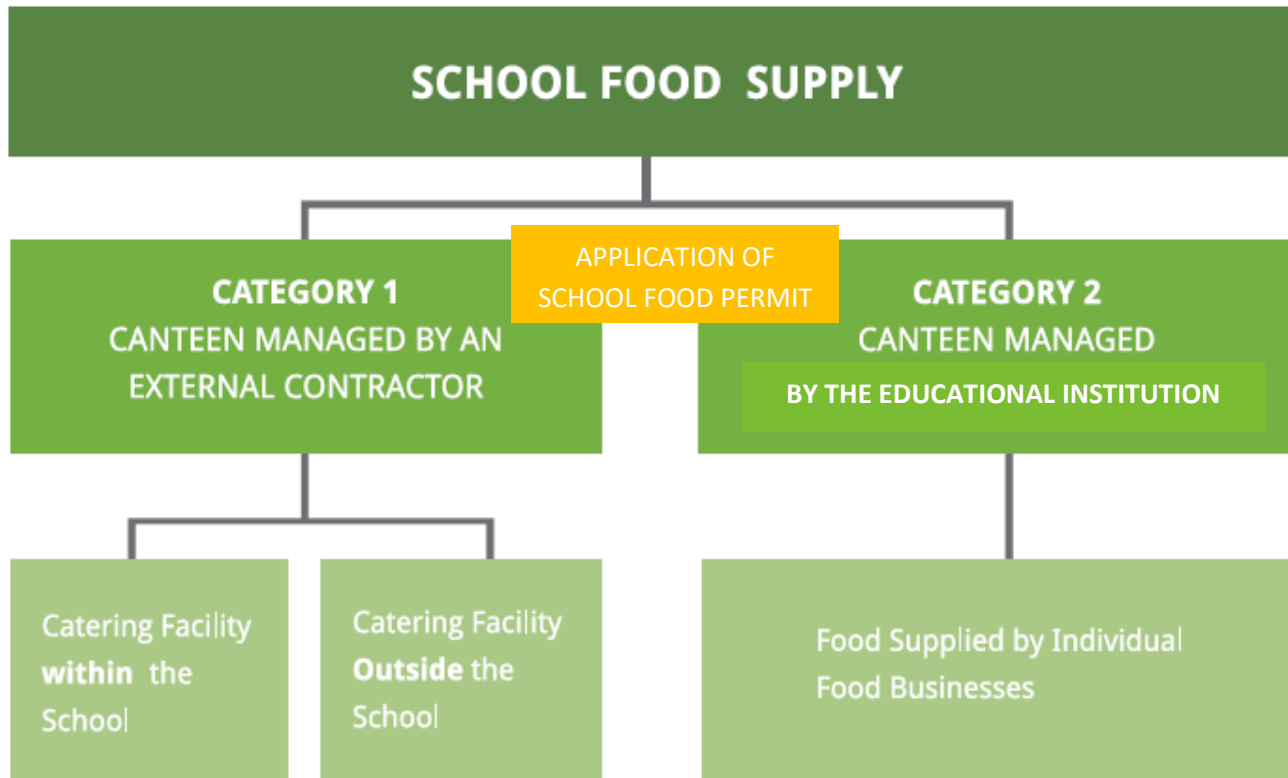 SCHOOL FOOD SUPPLY
APPLICATION OF
SCHOOL FOOD PERMIT
CATEGORY 1
CANTEEN MANAGED BY AN
EXTERNAL CONTRACTOR
CATEGORY 2
CANTEEN MANAGED
BY THE EDUCATIONAL INSTITUTION
Catering Facility
within the
School
Catering Facility
Outside the
School
Food Supplied by Individual
Food Businesses